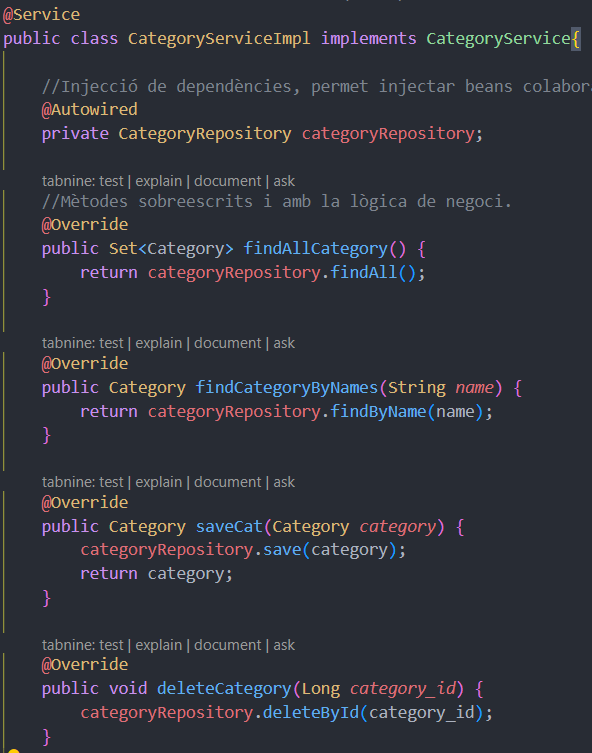 @Service
public class CategoryServiceImpl implements CategoryService{
//Injecció de dependències, permet injectar beans
@Autowired
private CategoryRepository categoryRepository;
tabnine: test | explain | document | ask
//Mètodes sobreescrits i amb la lògica de negoci.
@Override
public Set<Category> findAllCategory() {
return categoryRepository.findAll();
}
tabnine: test | explain | document | ask
@Override
public Category findCategoryByNames(String name) {
return categoryRepository.findByName(name);
}
tabnine: test | explain | document | ask
@Override
public Category saveCat(Category category) {
categoryRepository.save(category);
return category;
}
tabnine: test | explain | document | ask
@Override
public void deleteCategory(Long category_id) {
categoryRepository.deleteById(category_id);
}